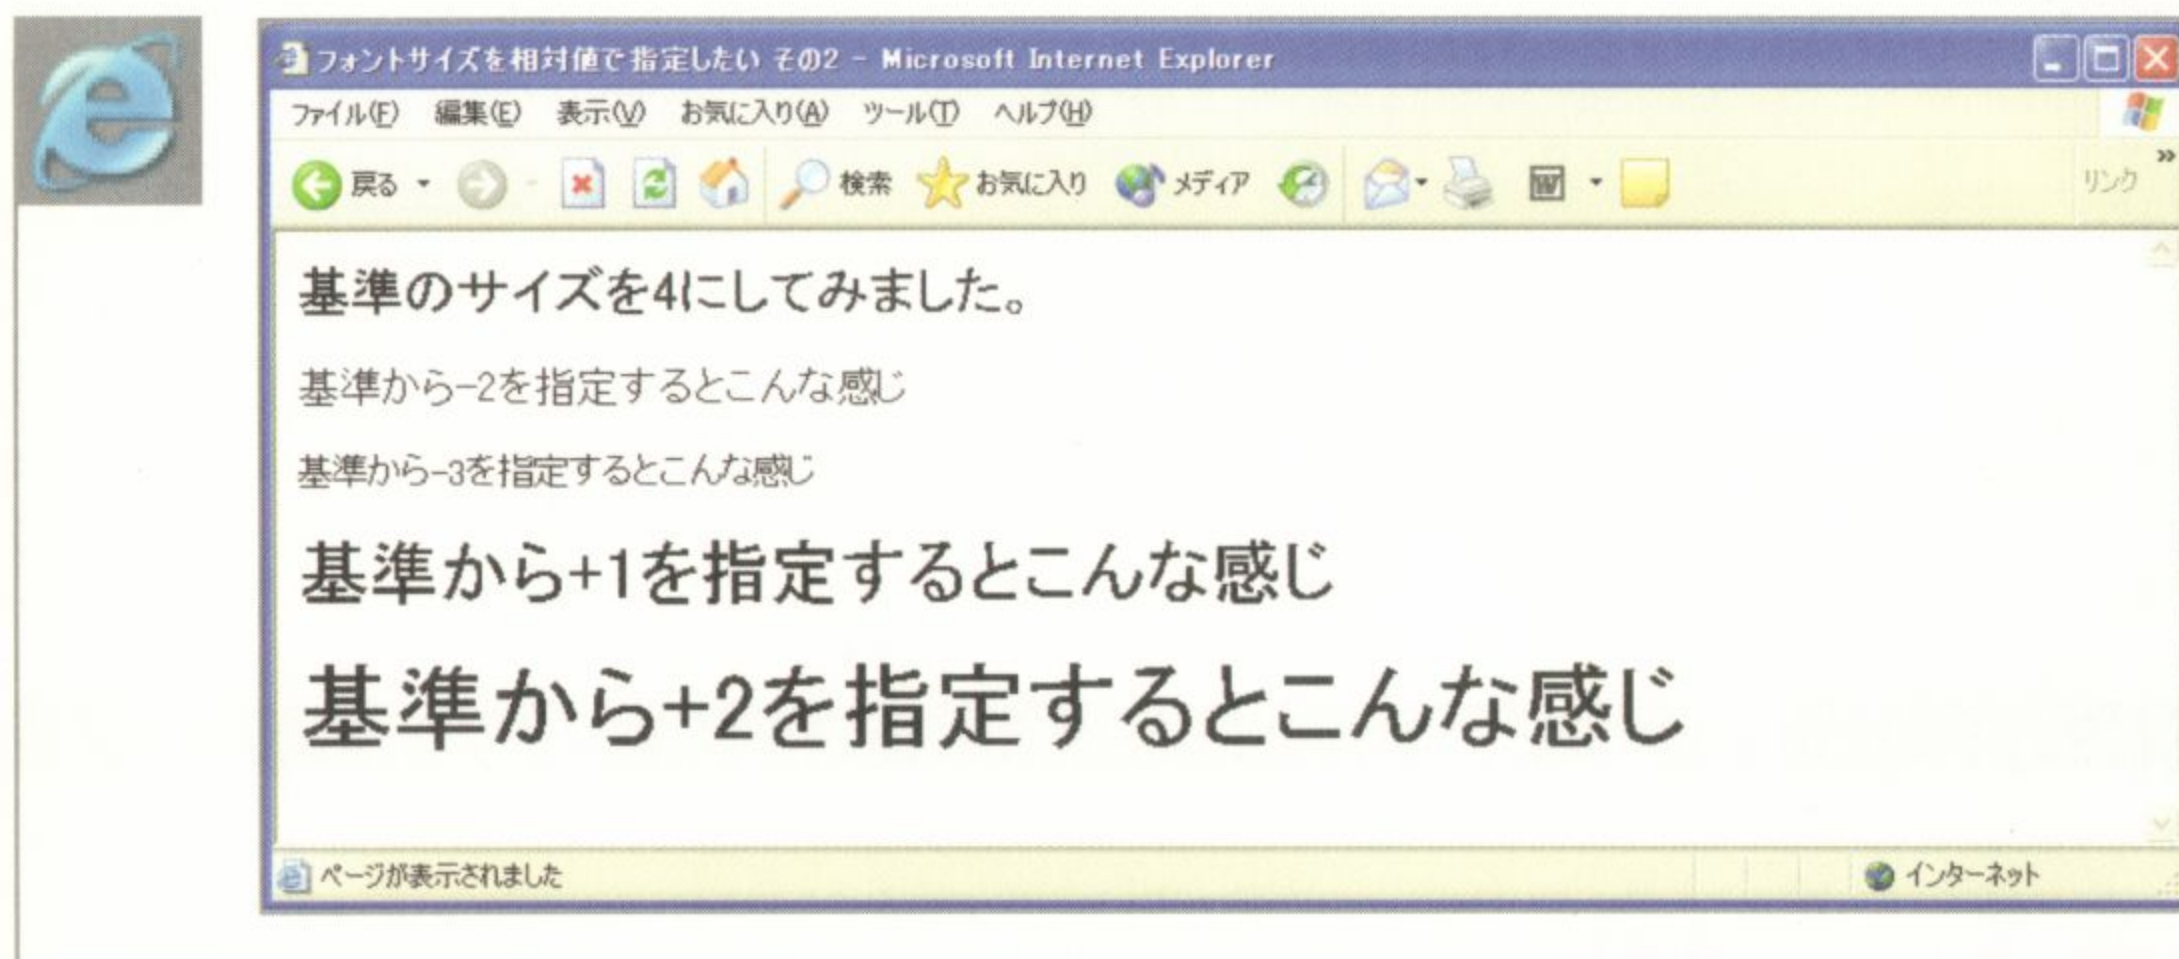 フォントサイズを相対値で指定したい その2 - Microsoft Internet Explorer
ファイル(F) 編集(E) 表示(V) お気に入り(A) ツール(T) ヘルプ(H)
戻る 検索 お気に入り メディア W リンク »
基準のサイズを4にしてみました。
基準から-2を指定するとこんな感じ
基準から-3を指定するとこんな感じ
基準から+1を指定するとこんな感じ
基準から+2を指定するとこんな感じ
ページが表示されました インターネット